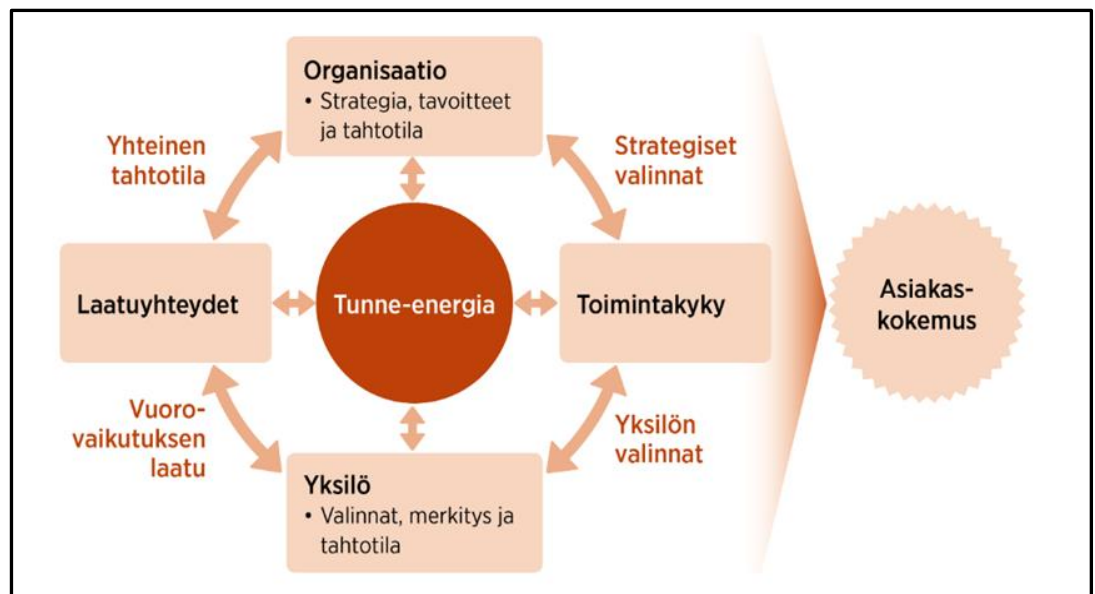 Organisaatio
• Strategia, tavoitteet
ja tahtotila
Yhteinen
tahtotila
Strategiset
valinnat
Laatuyhteydet
Tunne-energia
Toimintakyky
Asiakas-
kokemus
Vuoro-
vaikutuksen
laatu
Yksilön
valinnat
Yksilö
• Valinnat, merkitys ja
tahtotila